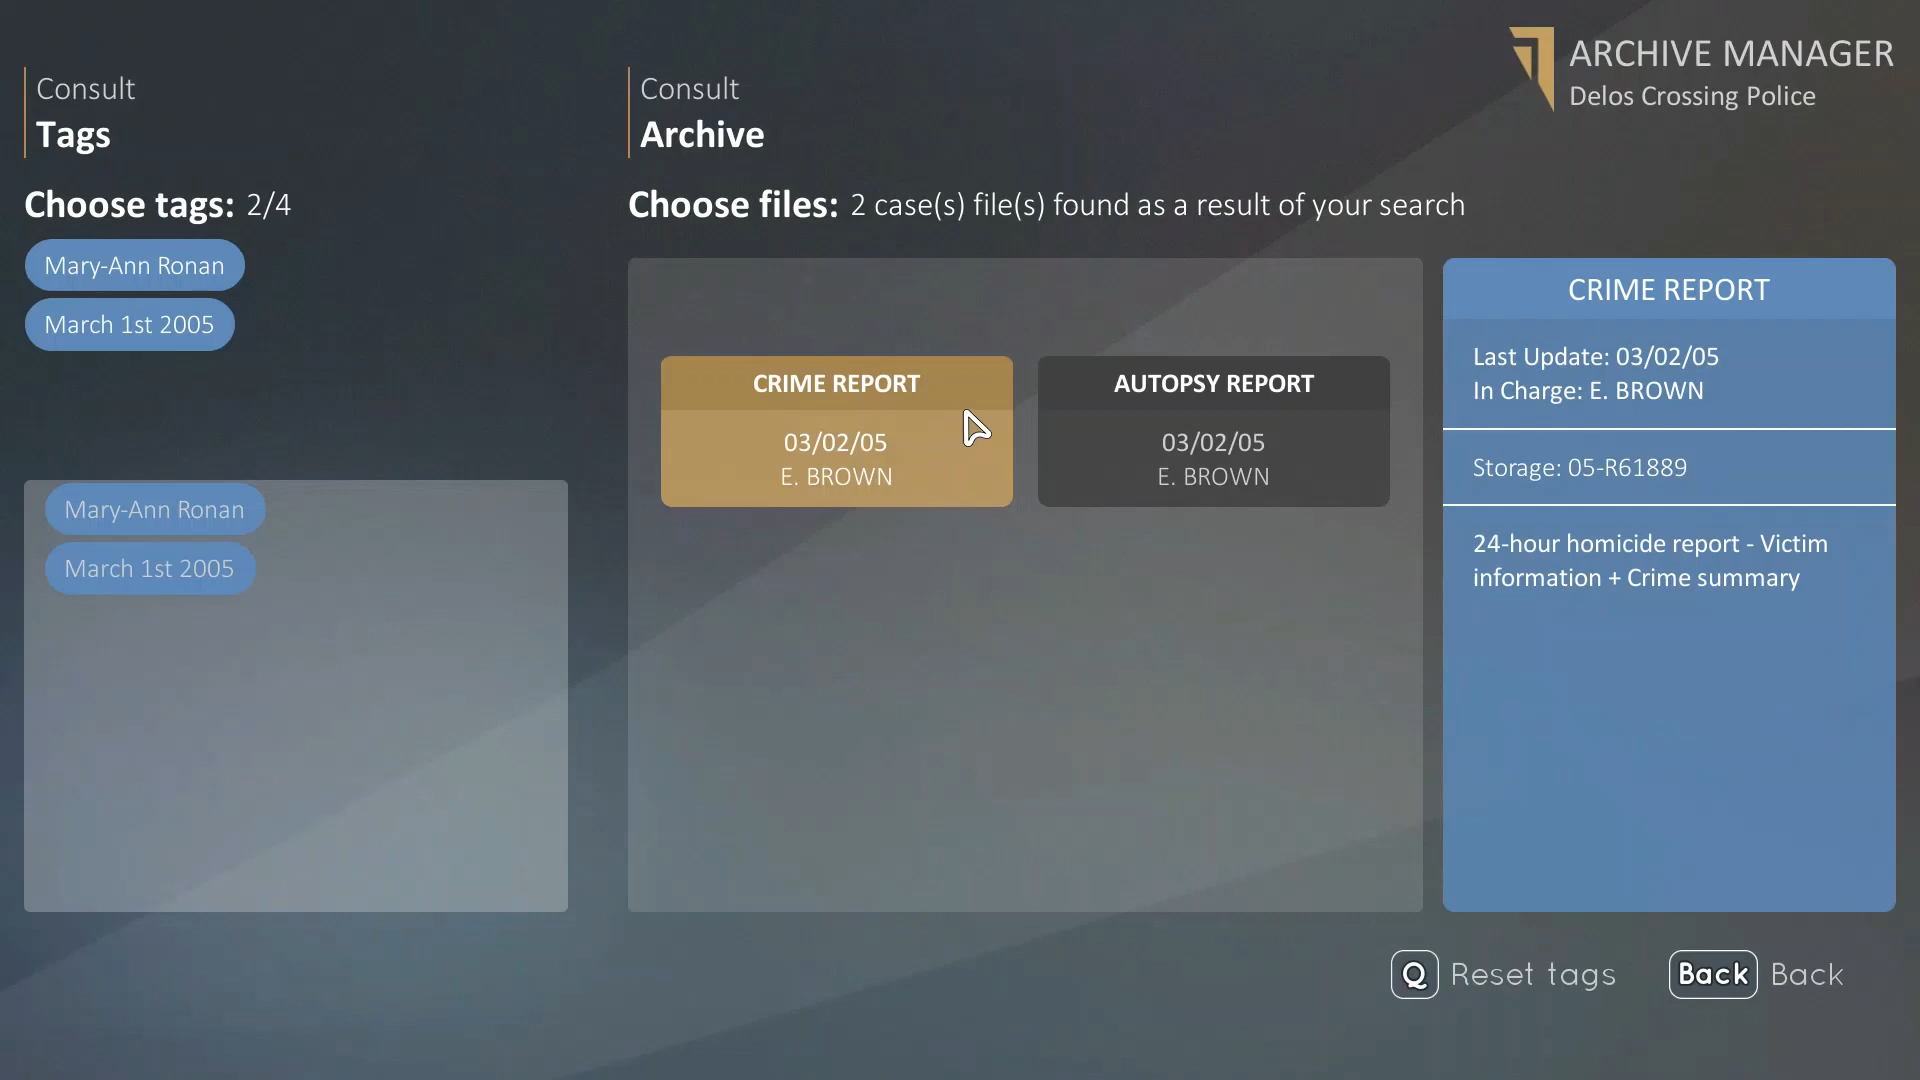 Consult
Tags
Choose tags: 2/4
Mary-Ann Ronan
March 1st 2005
Mary-Ann Ronan
March 1st 2005
Consult
Archive
Choose files: 2 case(s) file(s) found as a result of your search
CRIME REPORT
03/02/05
E. BROWN
AUTOPSY REPORT
03/02/05
E. BROWN
ARCHIVE MANAGER
Delos Crossing Police
CRIME REPORT
Last Update: 03/02/05
In Charge: E. BROWN
Storage: 05-R61889
24-hour homicide report - Victim
information + Crime summary
Q Reset tags
Back Back